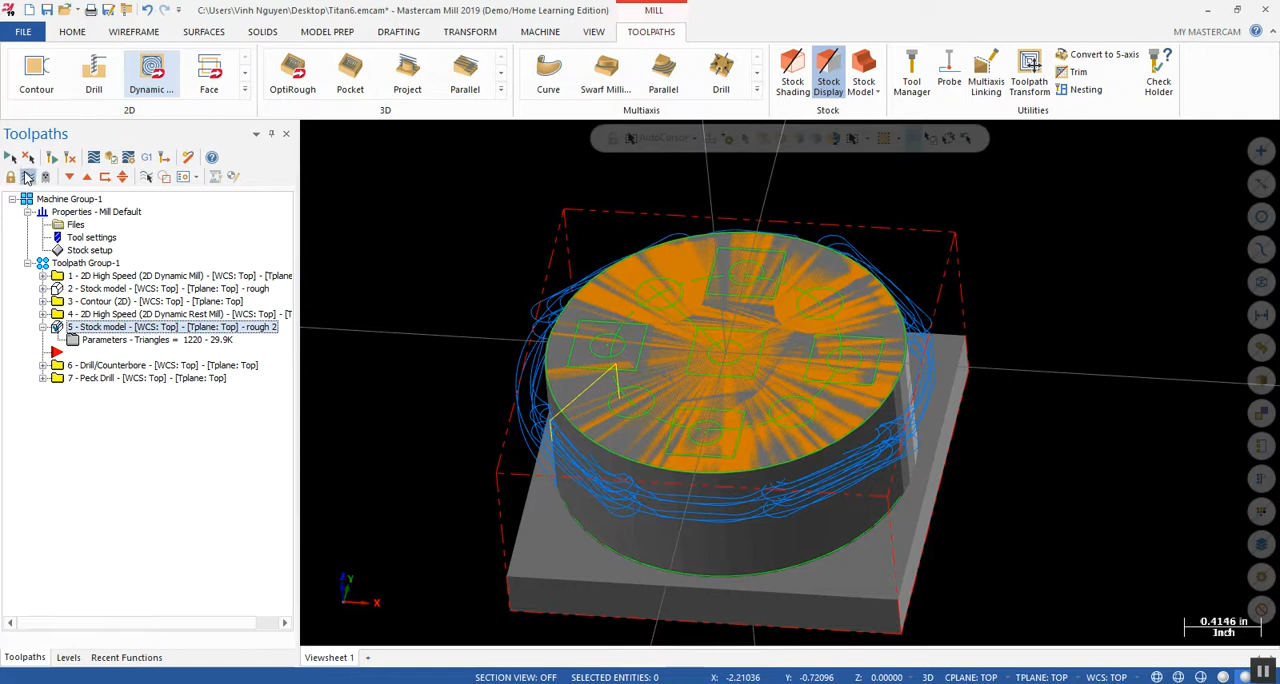 C:\Users\Vinh Nguyen\Desktop\Titan6.emcam* - Mastercam Mill 2019 (Demo/Home Learning Edition)
MILL
FILE HOME WIREFRAME SURFACES SOLIDS MODEL PREP DRAFTING TRANSFORM MACHINE VIEW TOOLPATHS MY MASTERCAM
Contour Drill Dynamic ... Face OptiRough Pocket Project Parallel Curve Swarf Milli... Parallel Drill Stock Shading Stock Display Stock Model Tool Manager Probe Multiaxis Linking Toolpath Transform Convert to 5-axis Trim Nesting Check Holder
2D 3D Multiaxis Stock Utilities
Toolpaths
AutoCursor
G1
Machine Group-1
Properties - Mill Default
Files
Tool settings
Stock setup
Toolpath Group-1
1 - 2D High Speed (2D Dynamic Mill) - [WCS: Top] - [Tplane
2 - Stock model - [WCS: Top] - [Tplane: Top] - rough
3 - Contour (2D) - [WCS: Top] - [Tplane: Top]
4 - 2D High Speed (2D Dynamic Rest Mill) - [WCS: Top] - [T
5 - Stock model - [WCS: Top] - [Tplane: Top] - rough 2
Parameters - Triangles = 1220 - 29.9K
6 - Drill/Counterbore - [WCS: Top] - [Tplane: Top]
7 - Peck Drill - [WCS: Top] - [Tplane: Top]
Z Y X
0.4146 in
Inch
Toolpaths Levels Recent Functions Viewsheet 1 +
SECTION VIEW: OFF SELECTED ENTITIES: 0 X: -2.21036 Y: -0.72096 Z: 0.00000 3D CPLANE: TOP TPLANE: TOP WCS: TOP